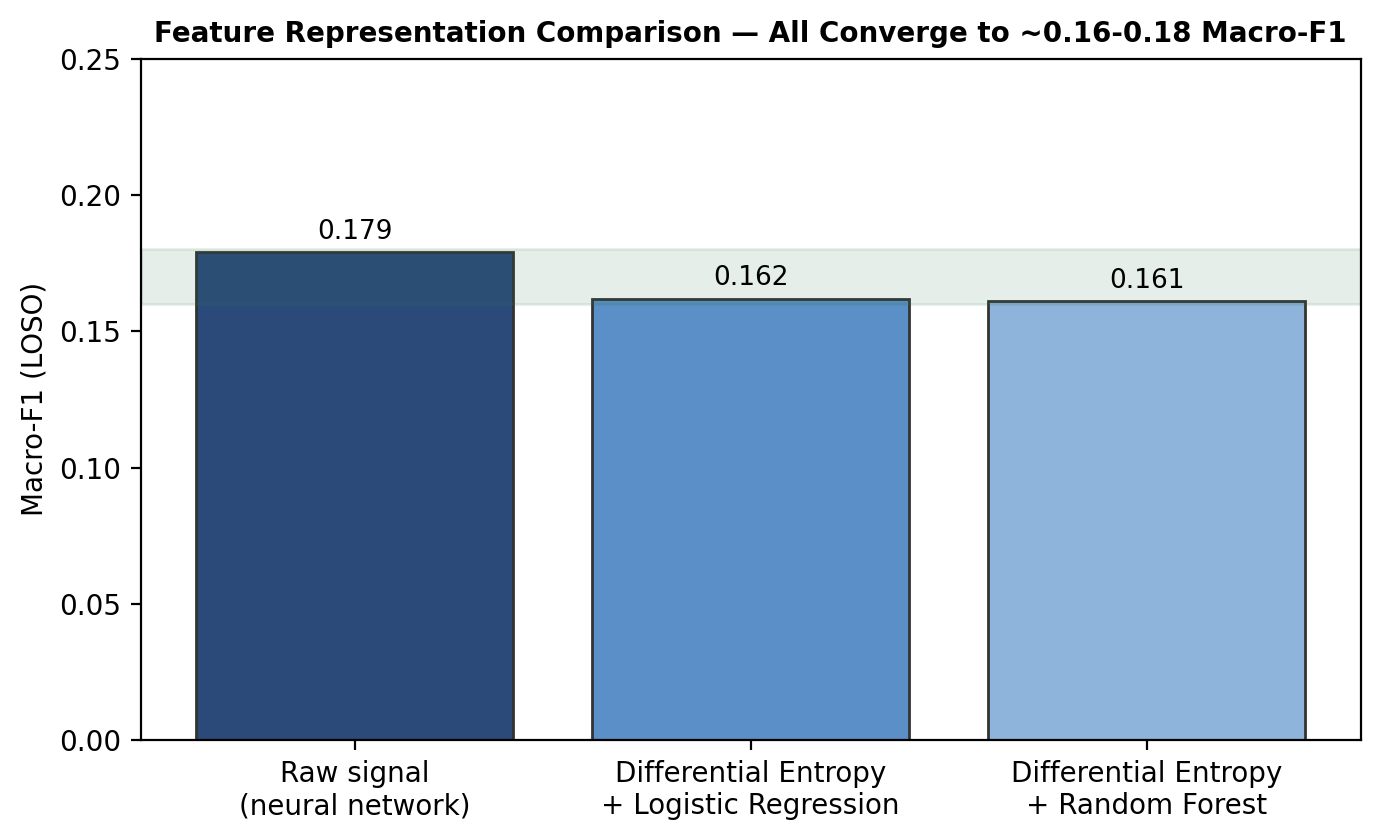 Feature Representation Comparison — All Converge to ~0.16-0.18 Macro-F1
Macro-F1 (LOSO)
0.25
0.20
0.15
0.10
0.05
0.00
0.179
0.162
0.161
Raw signal
(neural network)
Differential Entropy
+ Logistic Regression
Differential Entropy
+ Random Forest